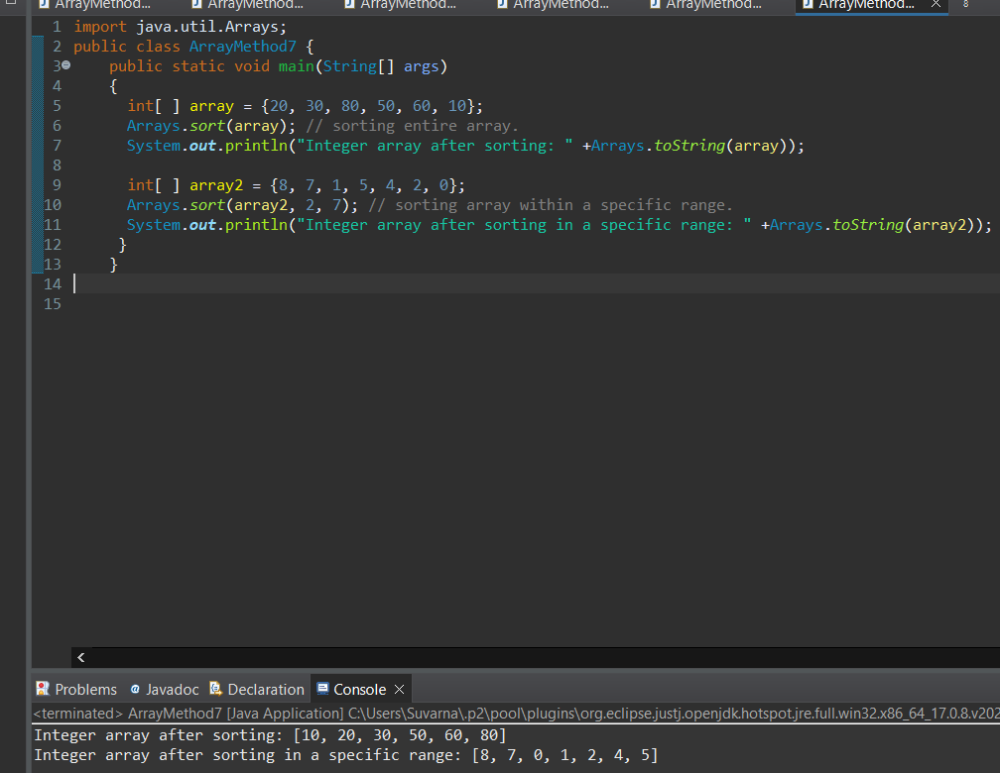 ArrayMethod... ArrayMethod... ArrayMethod... ArrayMethod... ArrayMethod... ArrayMethod...
1 import java.util.Arrays;
2 public class ArrayMethod7 {
3 public static void main(String[] args)
4 {
5 int[ ] array = {20, 30, 80, 50, 60, 10};
6 Arrays.sort(array); // sorting entire array.
7 System.out.println("Integer array after sorting: " +Arrays.toString(array));
8
9 int[ ] array2 = {8, 7, 1, 5, 4, 2, 0};
10 Arrays.sort(array2, 2, 7); // sorting array within a specific range.
11 System.out.println("Integer array after sorting in a specific range: " +Arrays.toString(array2));
12 }
13 }
14
15
Problems Javadoc Declaration Console
<terminated> ArrayMethod7 [Java Application] C:\Users\Suvarna\.p2\pool\plugins\org.eclipse.justj.openjdk.hotspot.jre.full.win32.x86_64_17.0.8.v202
Integer array after sorting: [10, 20, 30, 50, 60, 80]
Integer array after sorting in a specific range: [8, 7, 0, 1, 2, 4, 5]